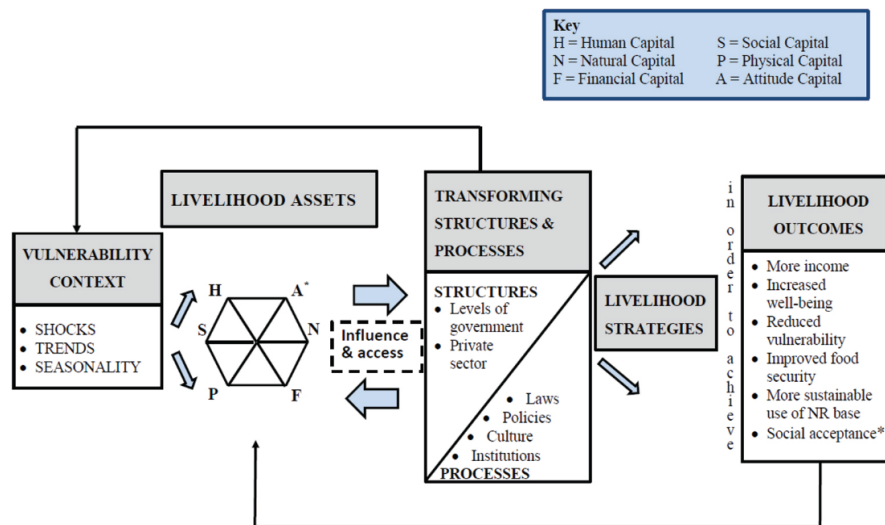 Key
H = Human Capital S = Social Capital
N = Natural Capital P = Physical Capital
F = Financial Capital A = Attitude Capital
LIVELIHOOD ASSETS
VULNERABILITY
CONTEXT
• SHOCKS
• TRENDS
• SEASONALITY
H
A*
S
N
P
F
Influence
& access
TRANSFORMING
STRUCTURES &
PROCESSES
STRUCTURES
• Levels of
government
• Private
sector
• Laws
• Policies
• Culture
• Institutions
PROCESSES
LIVELIHOOD
STRATEGIES
in order to achieve
LIVELIHOOD
OUTCOMES
• More income
• Increased
well-being
• Reduced
vulnerability
• Improved food
security
• More sustainable
use of NR base
• Social acceptance*